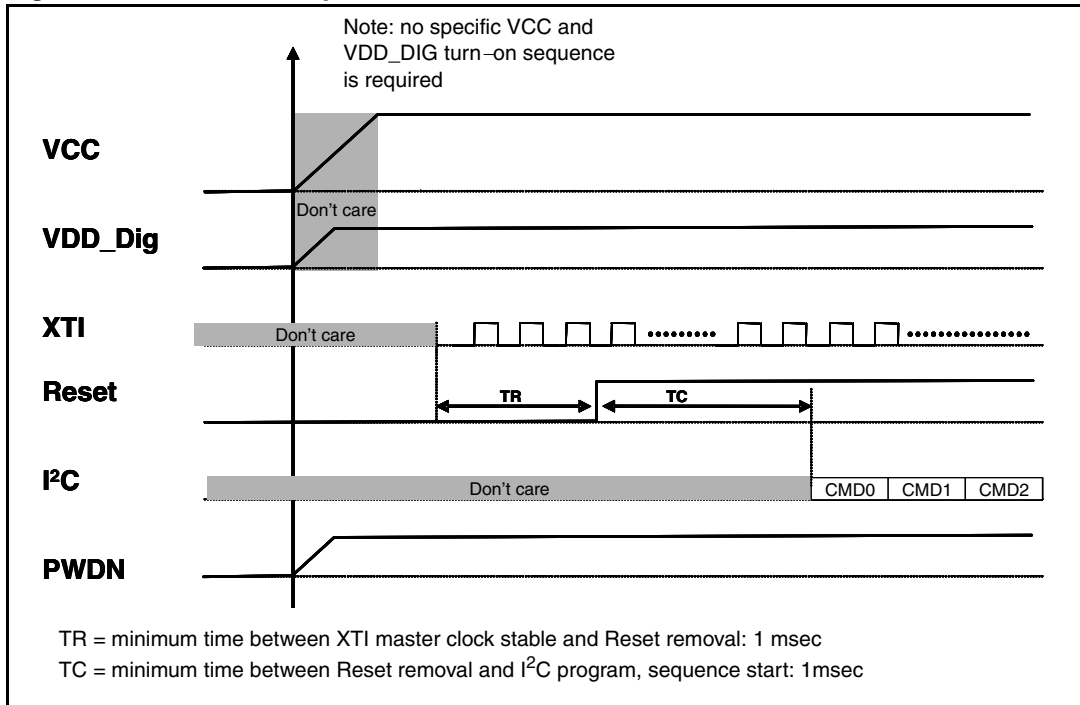 Note: no specific VCC and
VDD_DIG turn–on sequence
is required
VCC
Don't care
VDD_Dig
XTI
Don't care
Reset
TR
TC
I²C
Don't care
CMD0 CMD1 CMD2
PWDN
TR = minimum time between XTI master clock stable and Reset removal: 1 msec
TC = minimum time between Reset removal and I²C program, sequence start: 1msec